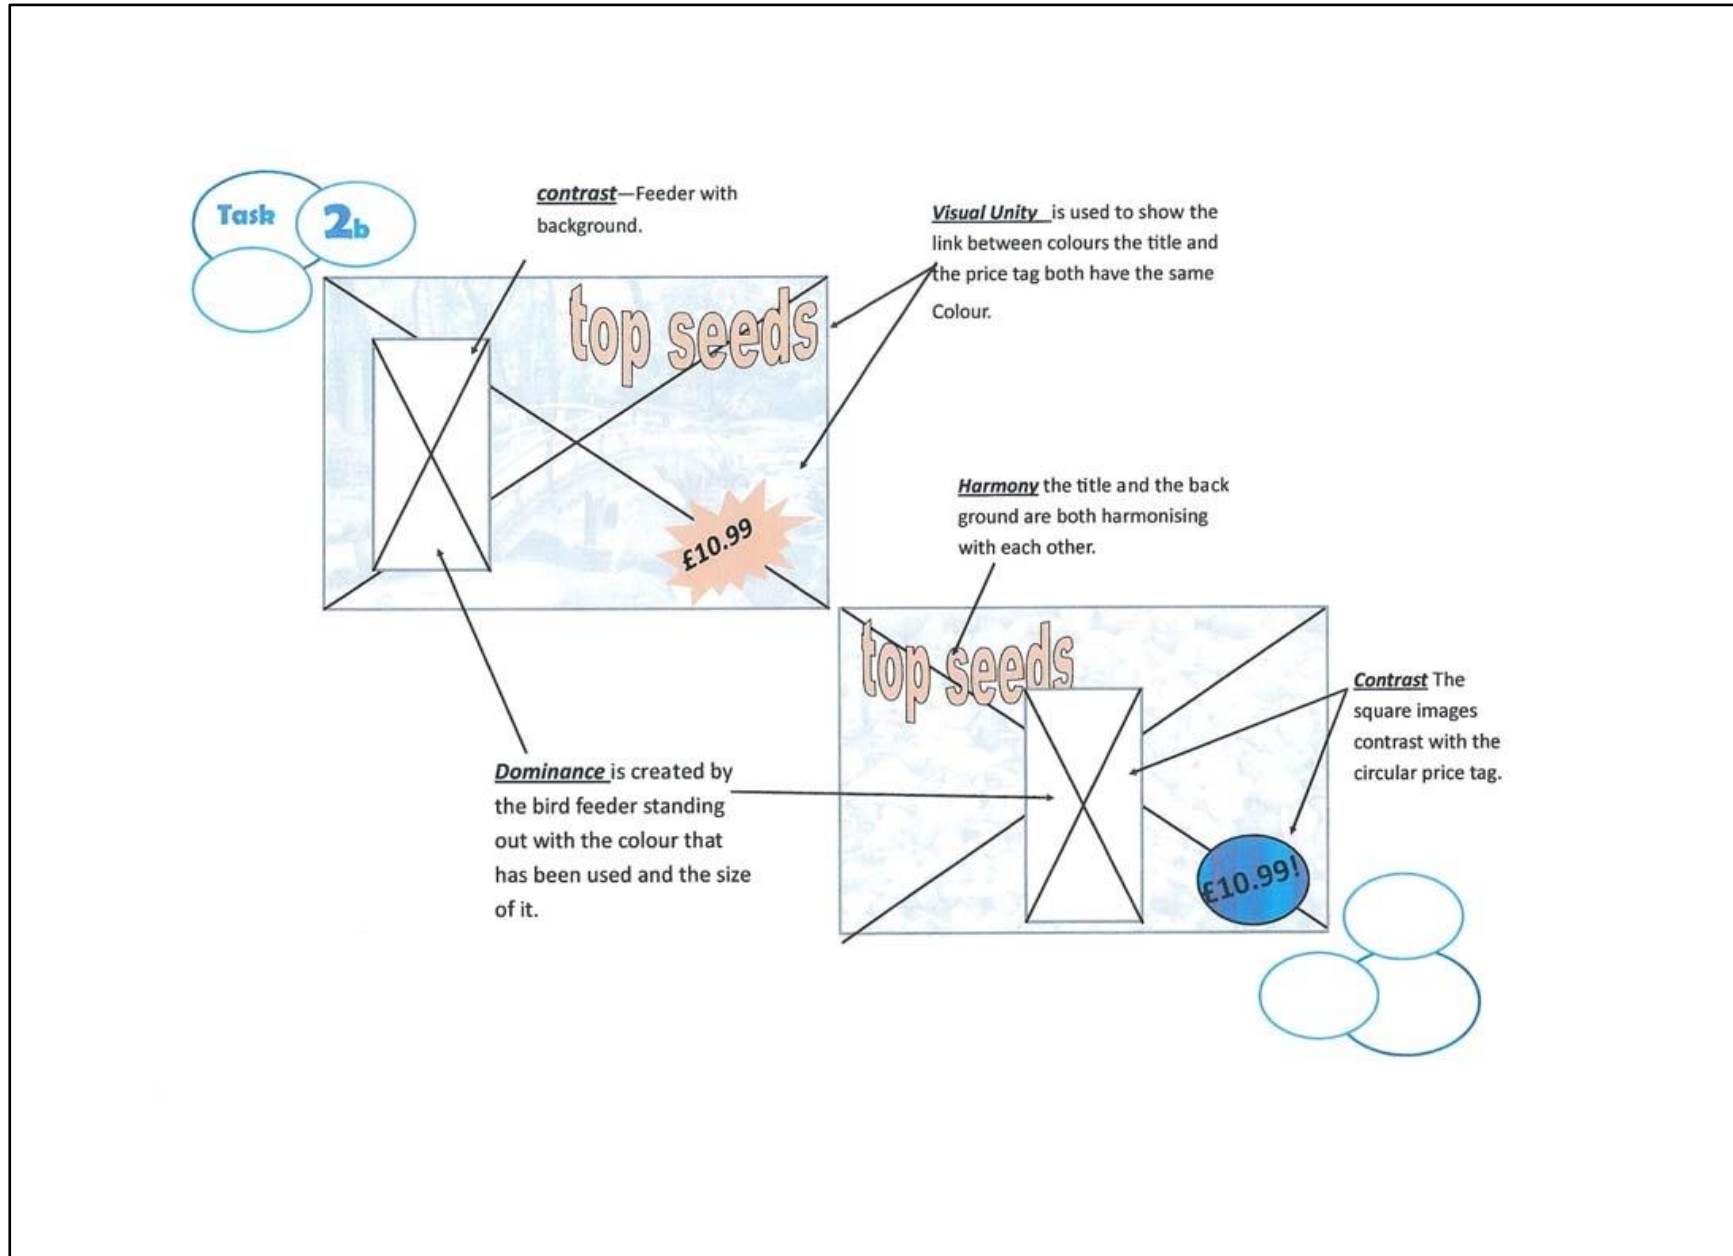 Task 2b
contrast—Feeder with
background.
Visual Unity is used to show the
link between colours the title and
the price tag both have the same
Colour.
top seeds
£10.99
Harmony the title and the back
ground are both harmonising
with each other.
top seeds
Contrast The
square images
contrast with the
circular price tag.
Dominance is created by
the bird feeder standing
out with the colour that
has been used and the size
of it.
£10.99!